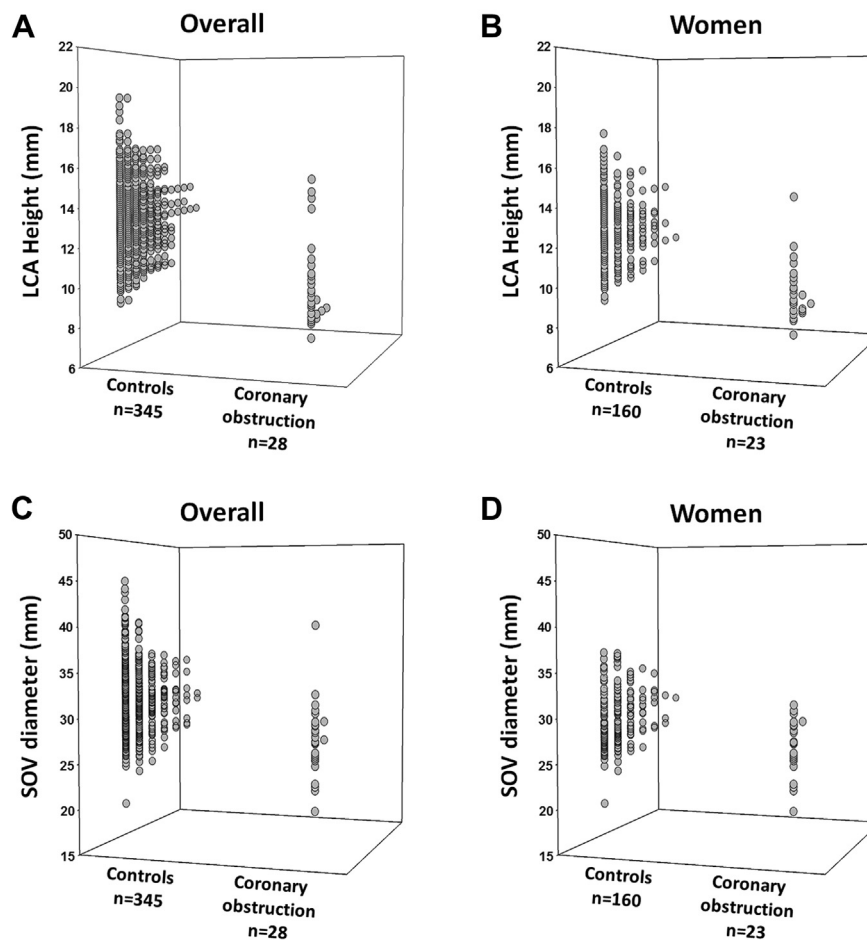 A
Overall
LCA Height (mm)
22
20
18
16
14
12
10
8
6
Controls
n=345
Coronary
obstruction
n=28
B
Women
LCA Height (mm)
22
20
18
16
14
12
10
8
6
Controls
n=160
Coronary
obstruction
n=23
C
Overall
SOV diameter (mm)
50
45
40
35
30
25
20
15
Controls
n=345
Coronary
obstruction
n=28
D
Women
SOV diameter (mm)
50
45
40
35
30
25
20
15
Controls
n=160
Coronary
obstruction
n=23